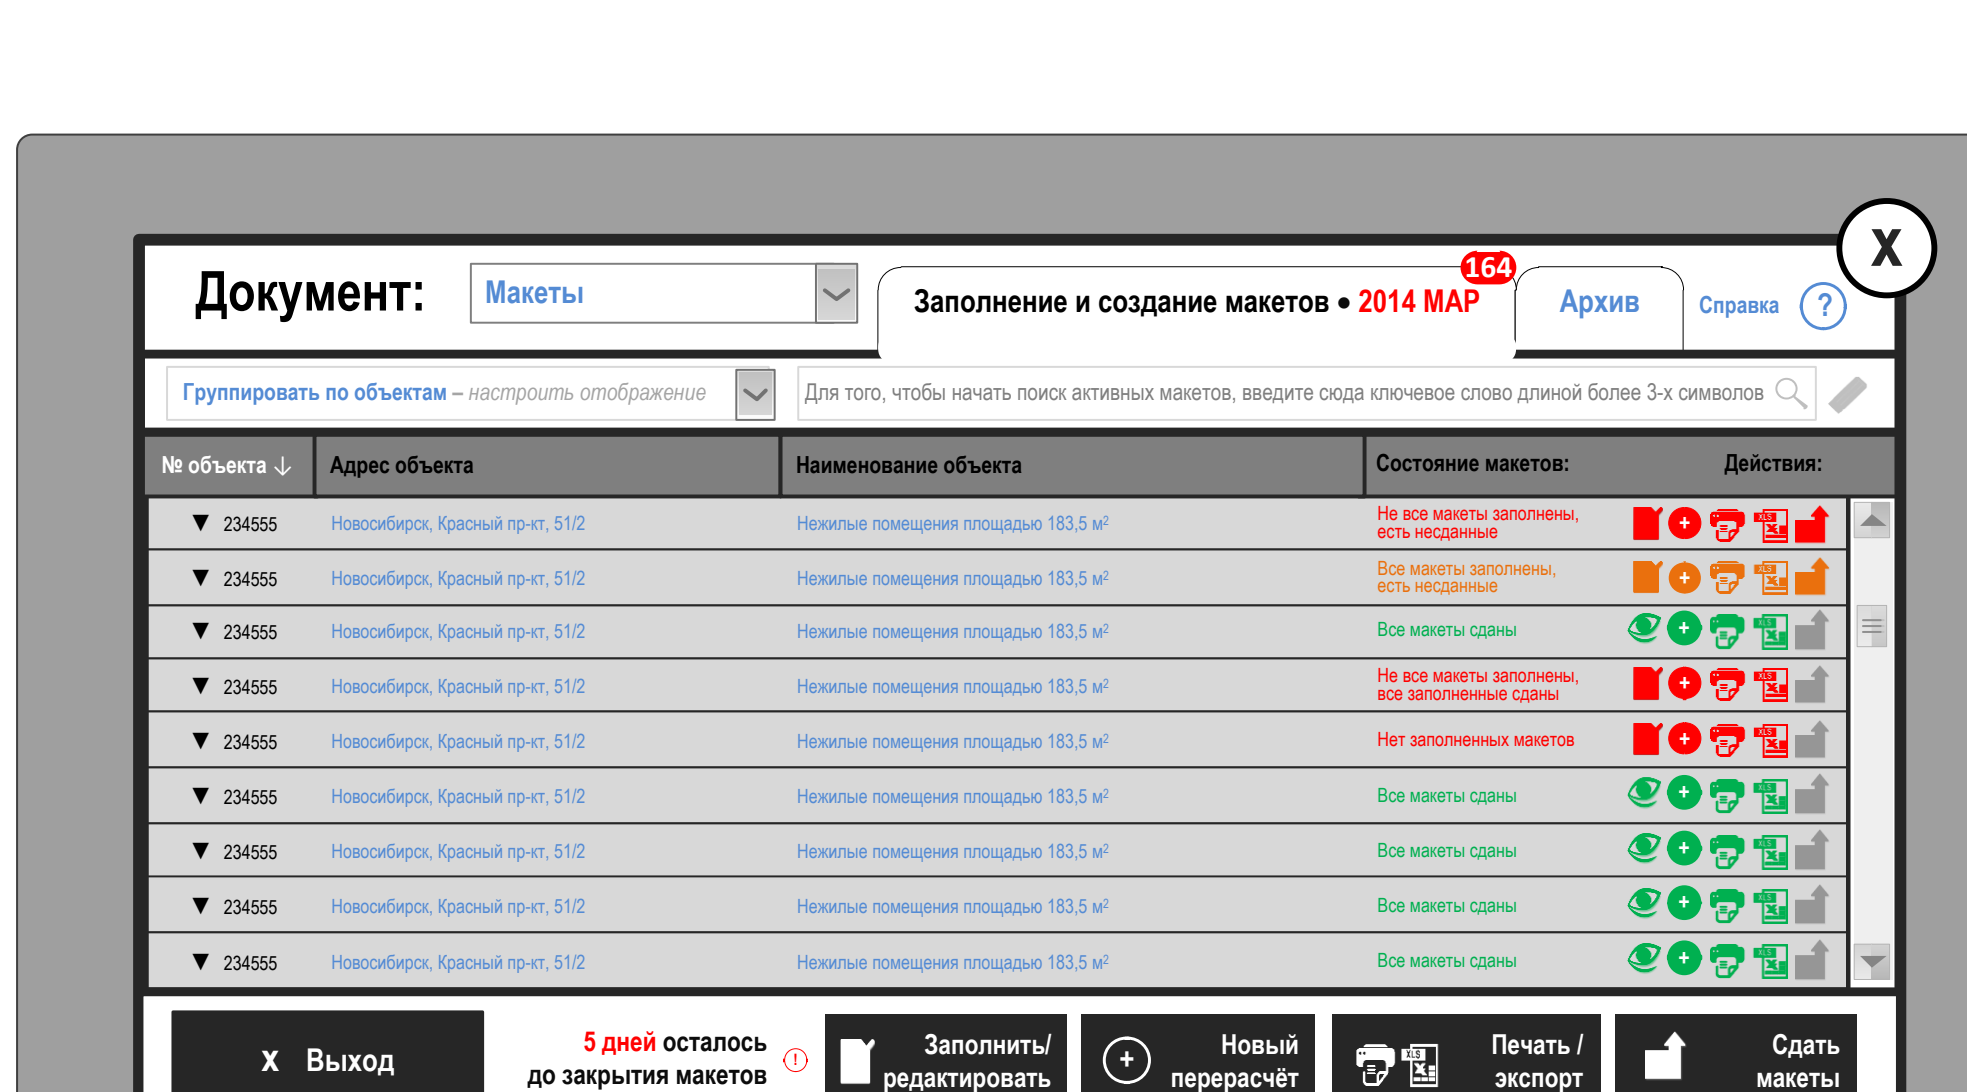 X
Документ:
Макеты
Заполнение и создание макетов • 2014 МАР
164
Архив
Справка
?
Группировать по объектам – настроить отображение
Для того, чтобы начать поиск активных макетов, введите сюда ключевое слово длиной более 3-х символов
№ объекта ↓
Адрес объекта
Наименование объекта
Состояние макетов:
Действия:
▼ 234555 Новосибирск, Красный пр-кт, 51/2 Нежилые помещения площадью 183,5 м² Не все макеты заполнены,
есть несданные
+ XLS
▼ 234555 Новосибирск, Красный пр-кт, 51/2 Нежилые помещения площадью 183,5 м² Все макеты заполнены,
есть несданные
+ XLS
▼ 234555 Новосибирск, Красный пр-кт, 51/2 Нежилые помещения площадью 183,5 м² Все макеты сданы
+ XLS
▼ 234555 Новосибирск, Красный пр-кт, 51/2 Нежилые помещения площадью 183,5 м² Не все макеты заполнены,
все заполненные сданы
+ XLS
▼ 234555 Новосибирск, Красный пр-кт, 51/2 Нежилые помещения площадью 183,5 м² Нет заполненных макетов
+ XLS
▼ 234555 Новосибирск, Красный пр-кт, 51/2 Нежилые помещения площадью 183,5 м² Все макеты сданы
+ XLS
▼ 234555 Новосибирск, Красный пр-кт, 51/2 Нежилые помещения площадью 183,5 м² Все макеты сданы
+ XLS
▼ 234555 Новосибирск, Красный пр-кт, 51/2 Нежилые помещения площадью 183,5 м² Все макеты сданы
+ XLS
▼ 234555 Новосибирск, Красный пр-кт, 51/2 Нежилые помещения площадью 183,5 м² Все макеты сданы
+ XLS
X Выход
5 дней осталось
до закрытия макетов
!
Заполнить/
редактировать
+
Новый
перерасчёт
XLS
Печать /
экспорт
Сдать
макеты